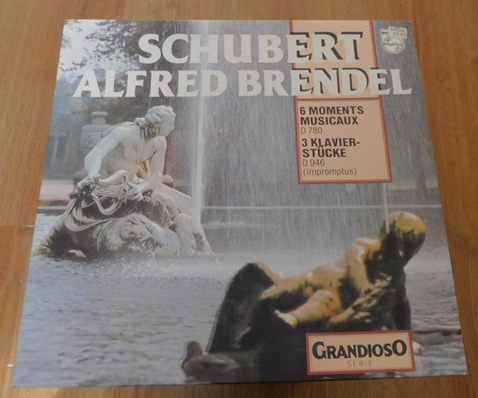 SCHUBERT
ALFRED BRENDEL
6 MOMENTS
MUSICAUX
D 780
3 KLAVIER-
STÜCKE
D 946
(Impromptus)
GRANDIOSO
SERIE